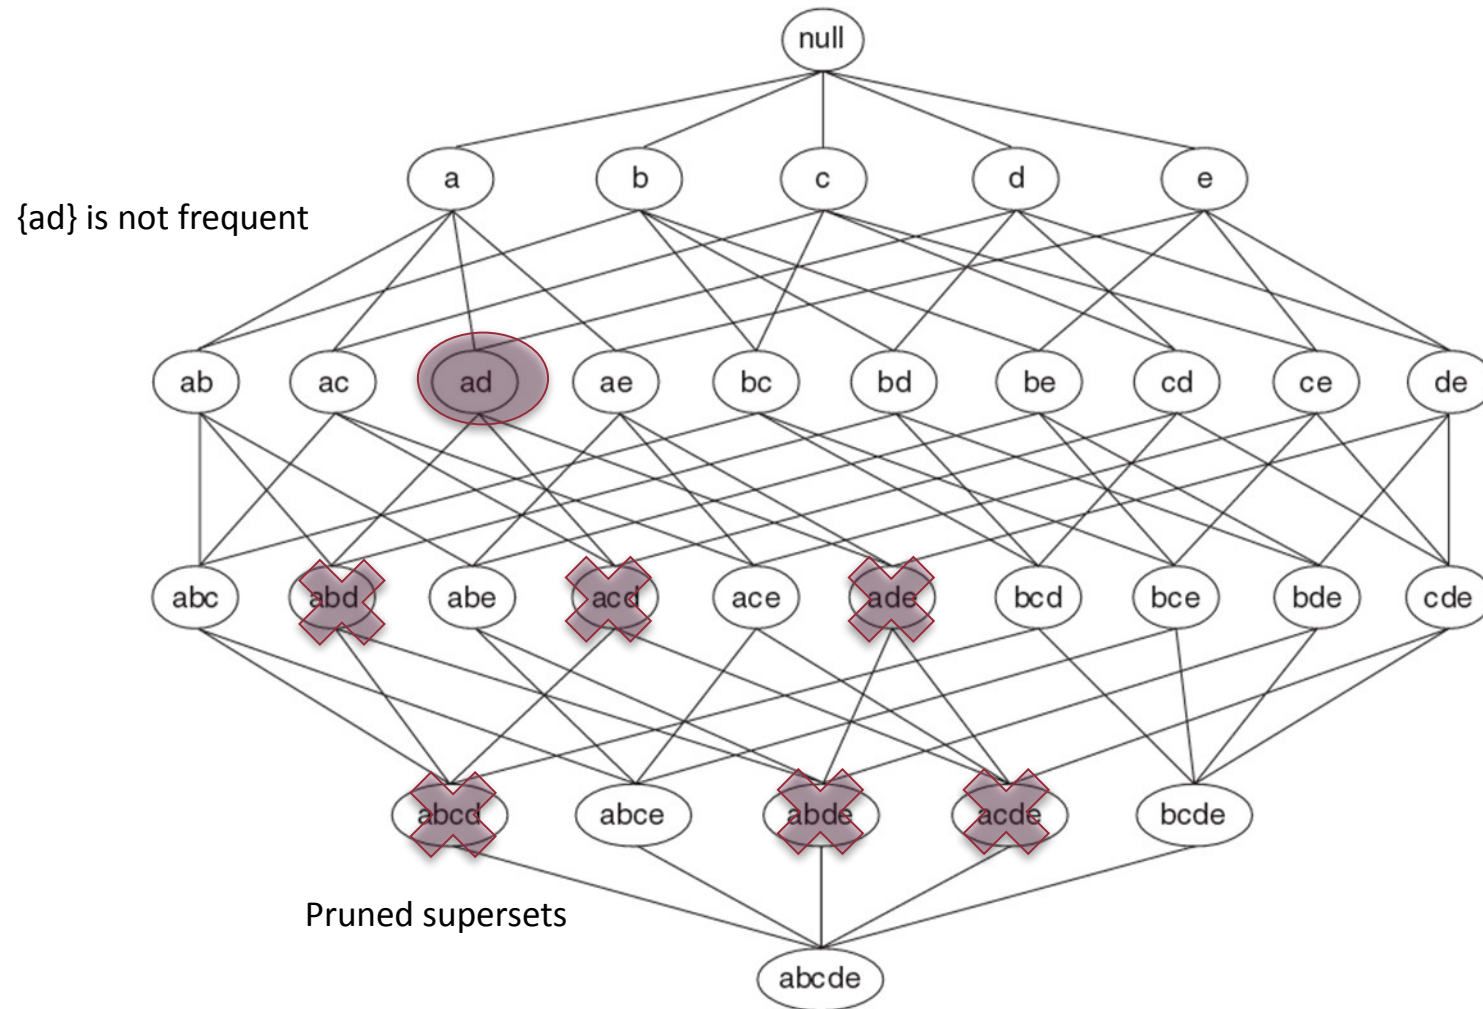 null
a b c d e
{ad} is not frequent
ab ac ad ae bc bd be cd ce de
abc abd abe acd ace ade bcd bce bde cde
abcd abce abde acde bcde
Pruned supersets
abcde